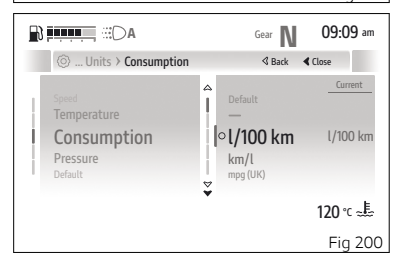 A
Gear N 09:09 am
... Units > Consumption
Back
Close
Speed
Temperature
Consumption
Pressure
Default
Current
Default
—
l/100 km
l/100 km
km/l
mpg (UK)
120 °C
Fig 200